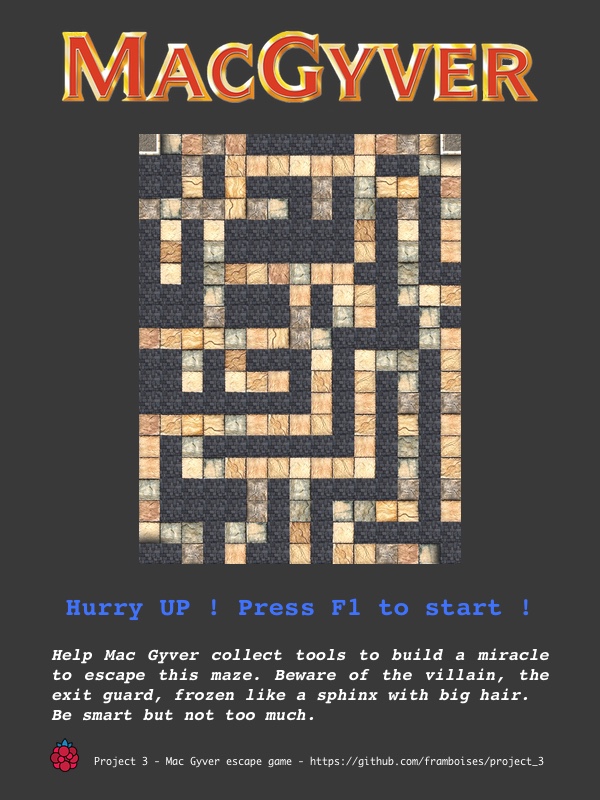 MACGYVER
Hurry UP ! Press F1 to start !
Help Mac Gyver collect tools to build a miracle
to escape this maze. Beware of the villain, the
exit guard, frozen like a sphinx with big hair.
Be smart but not too much.
Project 3 - Mac Gyver escape game - https://github.com/framboises/project_3